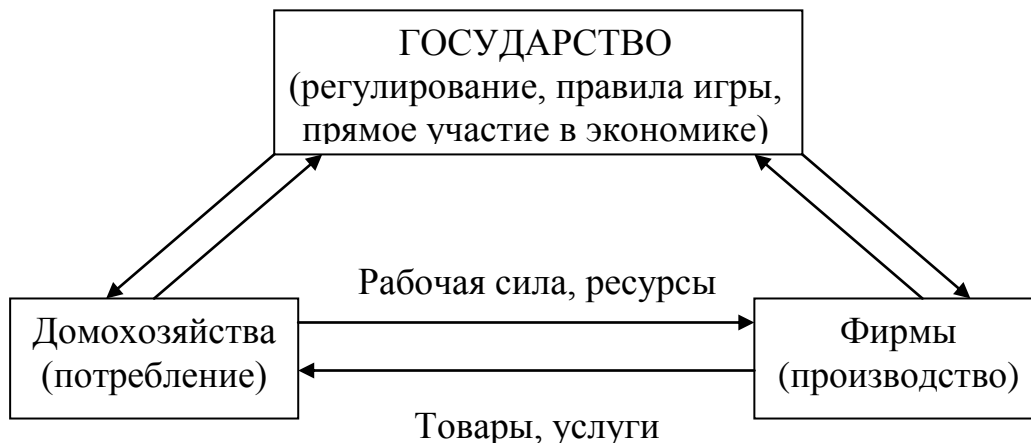 ГОСУДАРСТВО
(регулирование, правила игры,
прямое участие в экономике)
Рабочая сила, ресурсы
Домохозяйства
(потребление)
Фирмы
(производство)
Товары, услуги